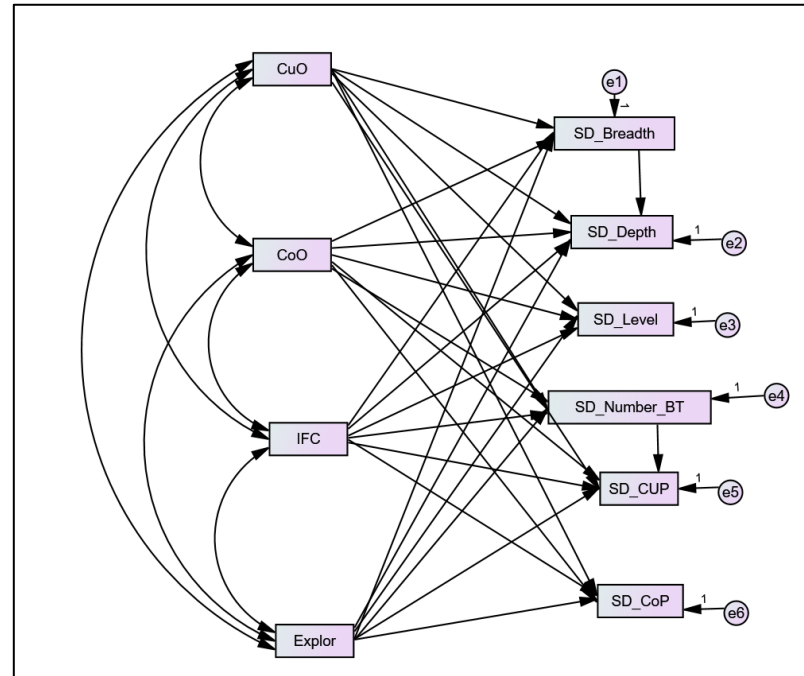 CuO
e1
1
SD_Breadth
CoO
SD_Depth
1
e2
SD_Level
1
e3
SD_Number_BT
1
e4
IFC
SD_CUP
1
e5
SD_CoP
1
e6
Explor